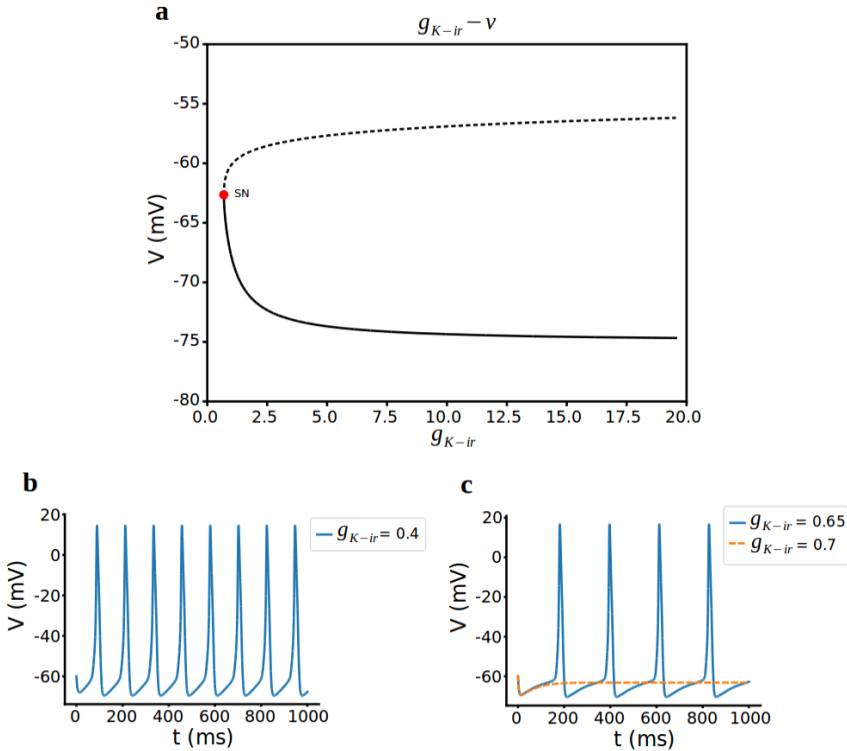 a
g_{K-ir} - v
-50
-55
-60
-65
-70
-75
-80
V (mV)
SN
0.0 2.5 5.0 7.5 10.0 12.5 15.0 17.5 20.0
g_{K-ir}
b
20
0
-20
-40
-60
V (mV)
g_{K-ir} = 0.4
0 200 400 600 800 1000
t (ms)
c
20
0
-20
-40
-60
V (mV)
g_{K-ir} = 0.65
g_{K-ir} = 0.7
0 200 400 600 800 1000
t (ms)